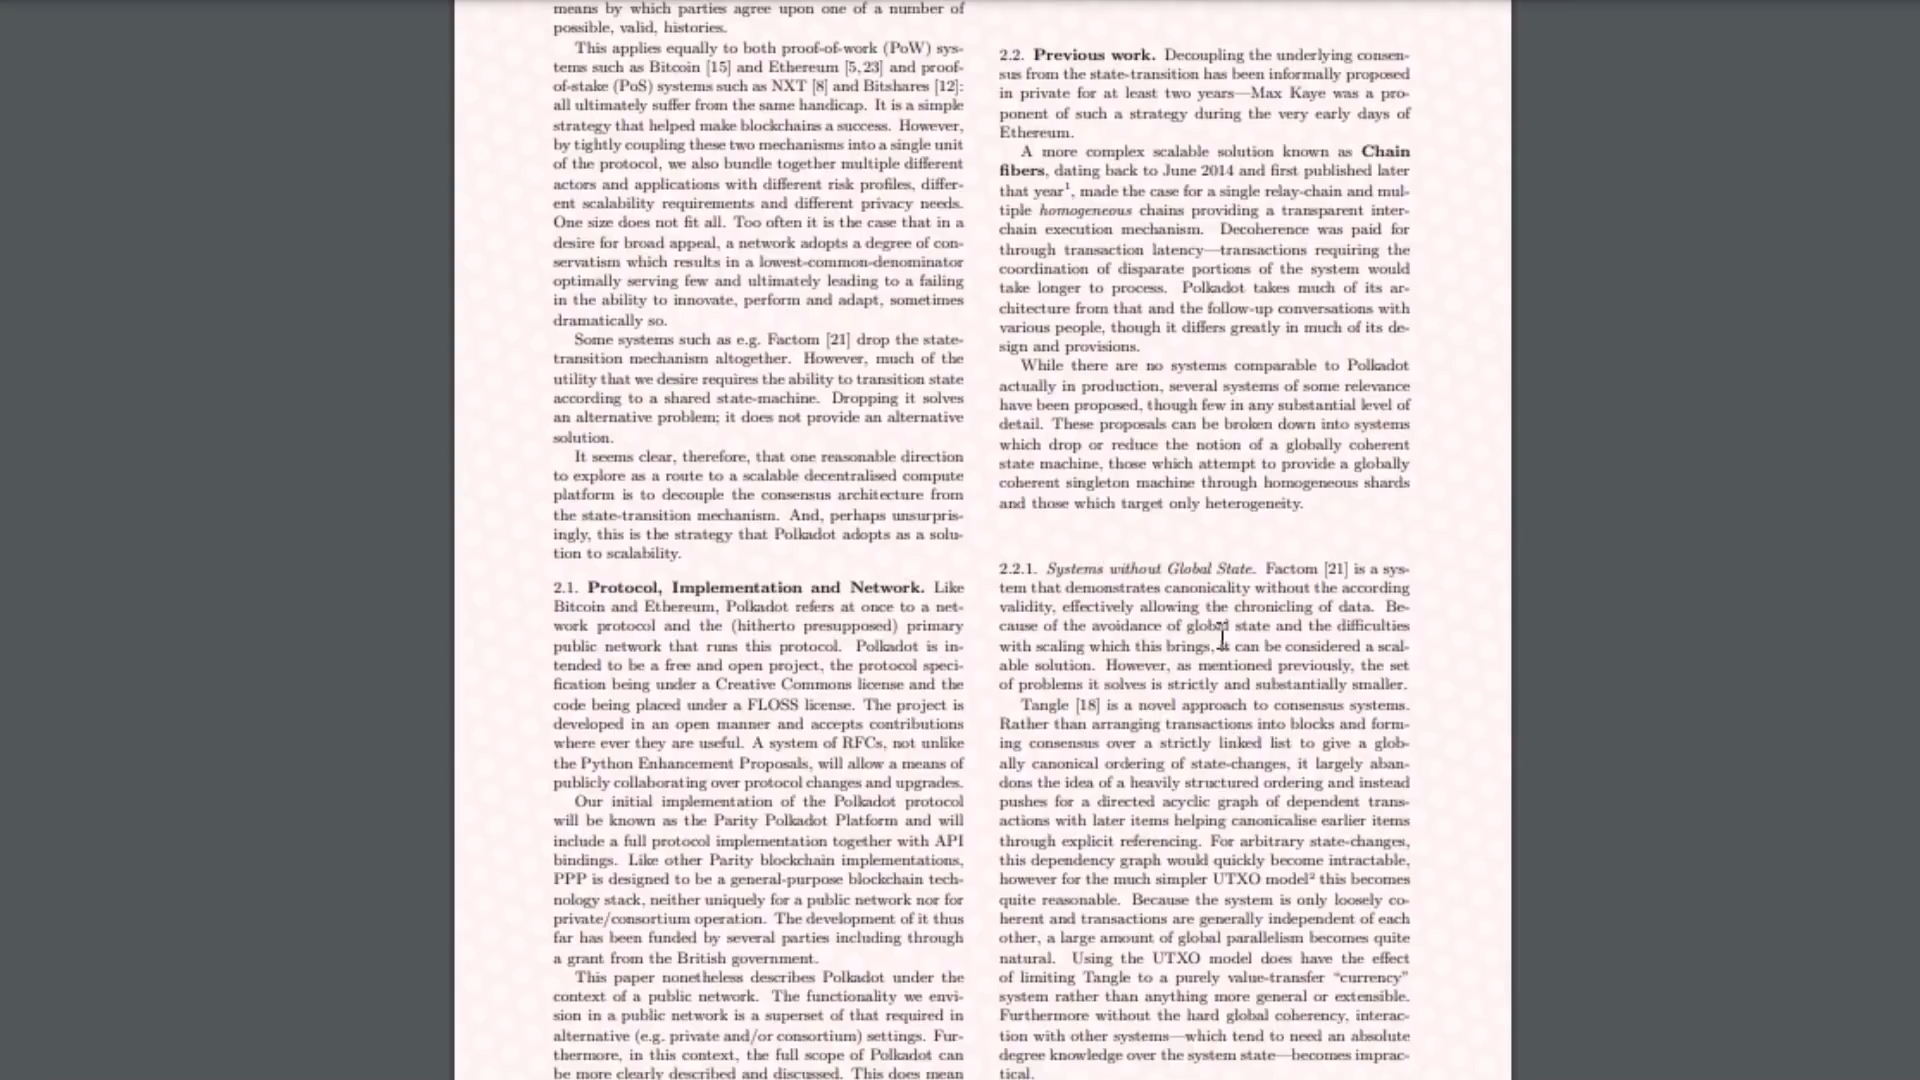 means by which parties agree upon one of a number of
possible, valid, histories.
This applies equally to both proof-of-work (PoW) sys-
tems such as Bitcoin [15] and Ethereum [5,23] and proof-
of-stake (PoS) systems such as NXT [8] and Bitshares [12]:
all ultimately suffer from the same handicap. It is a simple
strategy that helped make blockchains a success. However,
by tightly coupling these two mechanisms into a single unit
of the protocol, we also bundle together multiple different
actors and applications with different risk profiles, differ-
ent scalability requirements and different privacy needs.
One size does not fit all. Too often it is the case that in a
desire for broad appeal, a network adopts a degree of con-
servatism which results in a lowest-common-denominator
optimally serving few and ultimately leading to a failing
in the ability to innovate, perform and adapt, sometimes
dramatically so.
Some systems such as e.g. Factom [21] drop the state-
transition mechanism altogether. However, much of the
utility that we desire requires the ability to transition state
according to a shared state-machine. Dropping it solves
an alternative problem; it does not provide an alternative
solution.
It seems clear, therefore, that one reasonable direction
to explore as a route to a scalable decentralised compute
platform is to decouple the consensus architecture from
the state-transition mechanism. And, perhaps unsurpris-
ingly, this is the strategy that Polkadot adopts as a solu-
tion to scalability.
2.1. Protocol, Implementation and Network. Like
Bitcoin and Ethereum, Polkadot refers at once to a net-
work protocol and the (hitherto presupposed) primary
public network that runs this protocol. Polkadot is in-
tended to be a free and open project, the protocol speci-
fication being under a Creative Commons license and the
code being placed under a FLOSS license. The project is
developed in an open manner and accepts contributions
where ever they are useful. A system of RFCs, not unlike
the Python Enhancement Proposals, will allow a means of
publicly collaborating over protocol changes and upgrades.
Our initial implementation of the Polkadot protocol
will be known as the Parity Polkadot Platform and will
include a full protocol implementation together with API
bindings. Like other Parity blockchain implementations,
PPP is designed to be a general-purpose blockchain tech-
nology stack, neither uniquely for a public network nor for
private/consortium operation. The development of it thus
far has been funded by several parties including through
a grant from the British government.
This paper nonetheless describes Polkadot under the
context of a public network. The functionality we envi-
sion in a public network is a superset of that required in
alternative (e.g. private and/or consortium) settings. Fur-
thermore, in this context, the full scope of Polkadot can
be more clearly described and discussed. This does mean
2.2. Previous work. Decoupling the underlying consen-
sus from the state-transition has been informally proposed
in private for at least two years—Max Kaye was a pro-
ponent of such a strategy during the very early days of
Ethereum.
A more complex scalable solution known as Chain
fibers, dating back to June 2014 and first published later
that year¹, made the case for a single relay-chain and mul-
tiple homogeneous chains providing a transparent inter-
chain execution mechanism. Decoherence was paid for
through transaction latency—transactions requiring the
coordination of disparate portions of the system would
take longer to process. Polkadot takes much of its ar-
chitecture from that and the follow-up conversations with
various people, though it differs greatly in much of its de-
sign and provisions.
While there are no systems comparable to Polkadot
actually in production, several systems of some relevance
have been proposed, though few in any substantial level of
detail. These proposals can be broken down into systems
which drop or reduce the notion of a globally coherent
state machine, those which attempt to provide a globally
coherent singleton machine through homogeneous shards
and those which target only heterogeneity.
2.2.1. Systems without Global State. Factom [21] is a sys-
tem that demonstrates canonicality without the according
validity, effectively allowing the chronicling of data. Be-
cause of the avoidance of global state and the difficulties
with scaling which this brings, it can be considered a scal-
able solution. However, as mentioned previously, the set
of problems it solves is strictly and substantially smaller.
Tangle [18] is a novel approach to consensus systems.
Rather than arranging transactions into blocks and form-
ing consensus over a strictly linked list to give a glob-
ally canonical ordering of state-changes, it largely aban-
dons the idea of a heavily structured ordering and instead
pushes for a directed acyclic graph of dependent trans-
actions with later items helping canonicalise earlier items
through explicit referencing. For arbitrary state-changes,
this dependency graph would quickly become intractable,
however for the much simpler UTXO model² this becomes
quite reasonable. Because the system is only loosely co-
herent and transactions are generally independent of each
other, a large amount of global parallelism becomes quite
natural. Using the UTXO model does have the effect
of limiting Tangle to a purely value-transfer “currency”
system rather than anything more general or extensible.
Furthermore without the hard global coherency, interac-
tion with other systems—which tend to need an absolute
degree knowledge over the system state—becomes imprac-
tical.